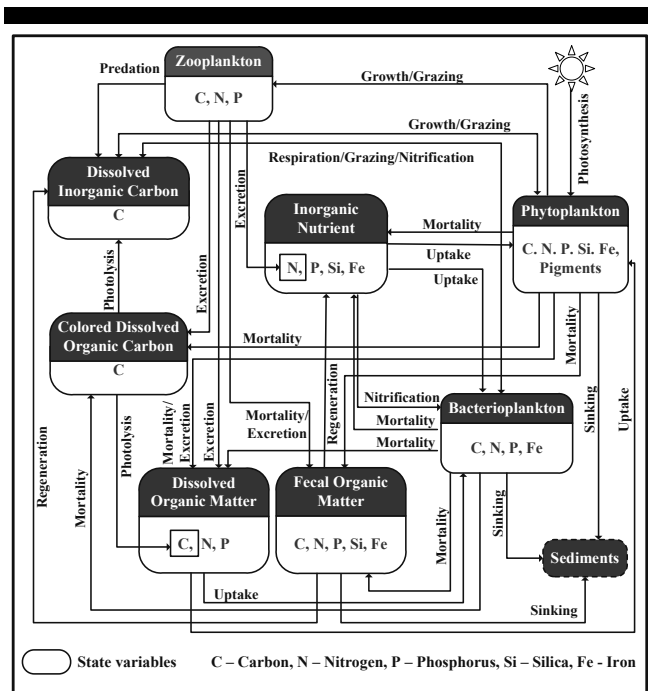 Zooplankton
C, N, P
Predation
Growth/Grazing
Growth/Grazing
Photosynthesis
Respiration/Grazing/Nitrification
Dissolved
Inorganic Carbon
C
Excretion
Inorganic
Nutrient
N, P, Si, Fe
Mortality
Uptake
Uptake
Phytoplankton
C. N. P. Si. Fe,
Pigments
Photolysis
Excretion
Colored Dissolved
Organic Carbon
C
Mortality
Mortality
Regeneration
Nitrification
Mortality
Mortality
Bacterioplankton
C, N, P, Fe
Sinking
Uptake
Regeneration
Mortality
Photolysis
Mortality/
Excretion
Excretion
Mortality/
Excretion
Dissolved
Organic Matter
C, N, P
Fecal Organic
Matter
C, N, P, Si, Fe
Mortality
Sinking
Sediments
Uptake
Sinking
State variables
C – Carbon, N – Nitrogen, P – Phosphorus, Si – Silica, Fe - Iron